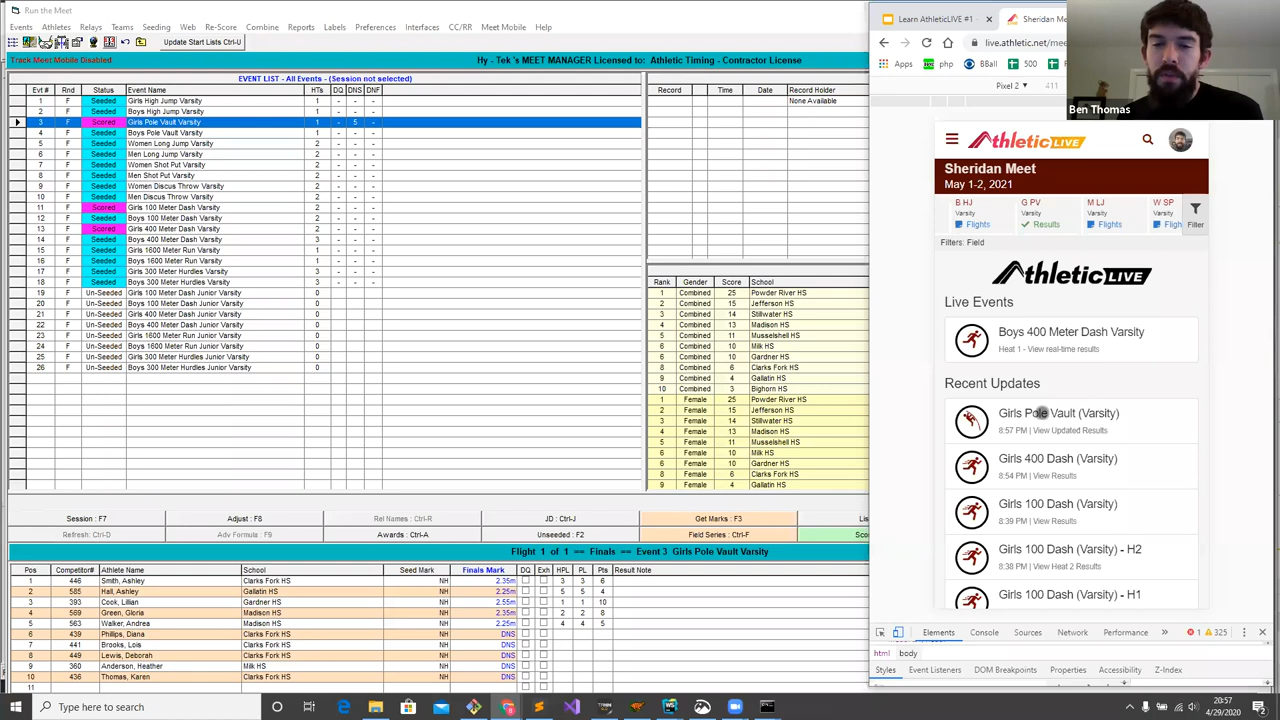 Run the Meet
Events Athletes Relays Teams Seeding Re-Score Combine Reports Labels Preferences Interfaces CC/RR Meet Mobile Help
Update Start Lists Ctrl-U
Track Meet Mobile Disabled
Hy - Tek 's MEET MANAGER Licensed to: Athletic Timing - Contractor License
EVENT LIST - All Events - (Session not selected)
Evt # Rnd Status Event Name HTs DQ DNS DNF
1 F Seeded Girls High Jump Varsity 1 - - -
2 F Seeded Boys High Jump Varsity 1 - - -
3 F Scored Girls Pole Vault Varsity 1 - 5 -
4 F Seeded Boys Pole Vault Varsity 1 - - -
5 F Seeded Women Long Jump Varsity 2 - - -
6 F Seeded Men Long Jump Varsity 2 - - -
7 F Seeded Women Shot Put Varsity 2 - - -
8 F Seeded Men Shot Put Varsity 2 - - -
9 F Seeded Women Discus Throw Varsity 2 - - -
10 F Seeded Men Discus Throw Varsity 2 - - -
11 F Scored Girls 100 Meter Dash Varsity 2 - - -
12 F Seeded Boys 100 Meter Dash Varsity 2 - - -
13 F Scored Girls 400 Meter Dash Varsity 2 - - -
14 F Seeded Boys 400 Meter Dash Varsity 3 - - -
15 F Seeded Girls 1600 Meter Run Varsity 1 - - -
16 F Seeded Boys 1600 Meter Run Varsity 1 - - -
17 F Seeded Girls 300 Meter Hurdles Varsity 3 - - -
18 F Seeded Boys 300 Meter Hurdles Varsity 3 - - -
19 F Un-Seeded Girls 100 Meter Dash Junior Varsity 0
20 F Un-Seeded Boys 100 Meter Dash Junior Varsity 0
21 F Un-Seeded Girls 400 Meter Dash Junior Varsity 0
22 F Un-Seeded Boys 400 Meter Dash Junior Varsity 0
23 F Un-Seeded Girls 1600 Meter Run Junior Varsity 0
24 F Un-Seeded Boys 1600 Meter Run Junior Varsity 0
25 F Un-Seeded Girls 300 Meter Hurdles Junior Varsity 0
26 F Un-Seeded Boys 300 Meter Hurdles Junior Varsity 0
Record Time Date Record Holder
None Available
Rank Gender Score School
1 Combined 25 Powder River HS
2 Combined 15 Jefferson HS
3 Combined 14 Stillwater HS
4 Combined 13 Madison HS
5 Combined 11 Musselshell HS
6 Combined 10 Milk HS
6 Combined 10 Gardner HS
8 Combined 6 Clarks Fork HS
9 Combined 4 Gallatin HS
10 Combined 3 Bighorn HS
1 Female 25 Powder River HS
2 Female 15 Jefferson HS
3 Female 14 Stillwater HS
4 Female 13 Madison HS
5 Female 11 Musselshell HS
6 Female 10 Milk HS
6 Female 10 Gardner HS
8 Female 6 Clarks Fork HS
9 Female 4 Gallatin HS
Session : F7 Adjust : F8 Rel Names : Ctrl-R JD : Ctrl-J Get Marks : F3 Lis
Refresh: Ctrl-D Adv Formula : F9 Awards : Ctrl-A Unseeded : F2 Field Series : Ctrl-F Sco
Flight 1 of 1 == Finals == Event 3 Girls Pole Vault Varsity
Pos Competitor# Athlete Name School Seed Mark Finals Mark DQ Exh HPL PL Pts Result Note
1 446 Smith, Ashley Clarks Fork HS NH 2.35m 3 3 6
2 585 Hall, Ashley Gallatin HS NH 2.25m 5 5 4
3 393 Cook, Lillian Gardner HS NH 2.55m 1 1 10
4 569 Green, Gloria Madison HS NH 2.40m 2 2 8
5 563 Walker, Andrea Madison HS NH 2.25m 4 4 5
6 439 Phillips, Diana Clarks Fork HS NH DNS
7 441 Brooks, Lois Clarks Fork HS NH DNS
8 449 Lewis, Deborah Clarks Fork HS NH DNS
9 360 Anderson, Heather Milk HS NH DNS
10 436 Thomas, Karen Clarks Fork HS NH DNS
11
Learn AthleticLIVE #1 Sheridan Mee
live.athletic.net/mee
Apps php BBall 500
Pixel 2 411
Ben Thomas
Athletic LIVE
Sheridan Meet
May 1-2, 2021
B HJ G PV M LJ W SP
Varsity Varsity Varsity Varsity
Flights Results Flights Fligh Filter
Filters: Field
Athletic LIVE
Live Events
Boys 400 Meter Dash Varsity
Heat 1 - View real-time results
Recent Updates
Girls Pole Vault (Varsity)
8:57 PM | View Updated Results
Girls 400 Dash (Varsity)
8:54 PM | View Results
Girls 100 Dash (Varsity)
8:39 PM | View Results
Girls 100 Dash (Varsity) - H2
8:38 PM | View Heat 2 Results
Girls 100 Dash (Varsity) - H1
Elements Console Sources Network Performance » 1 325
html body
Styles Event Listeners DOM Breakpoints Properties Accessibility Z-Index
Type here to search
20:57
4/29/2020